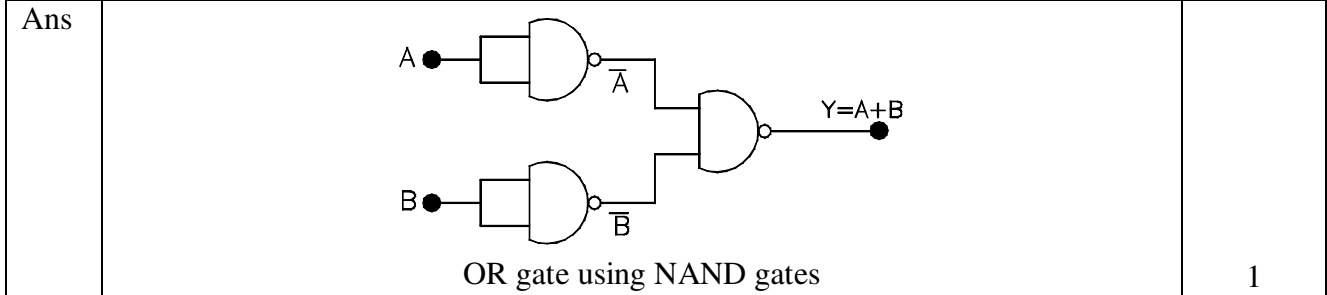 Ans
A
A̅
Y=A+B
B
B̅
OR gate using NAND gates
1